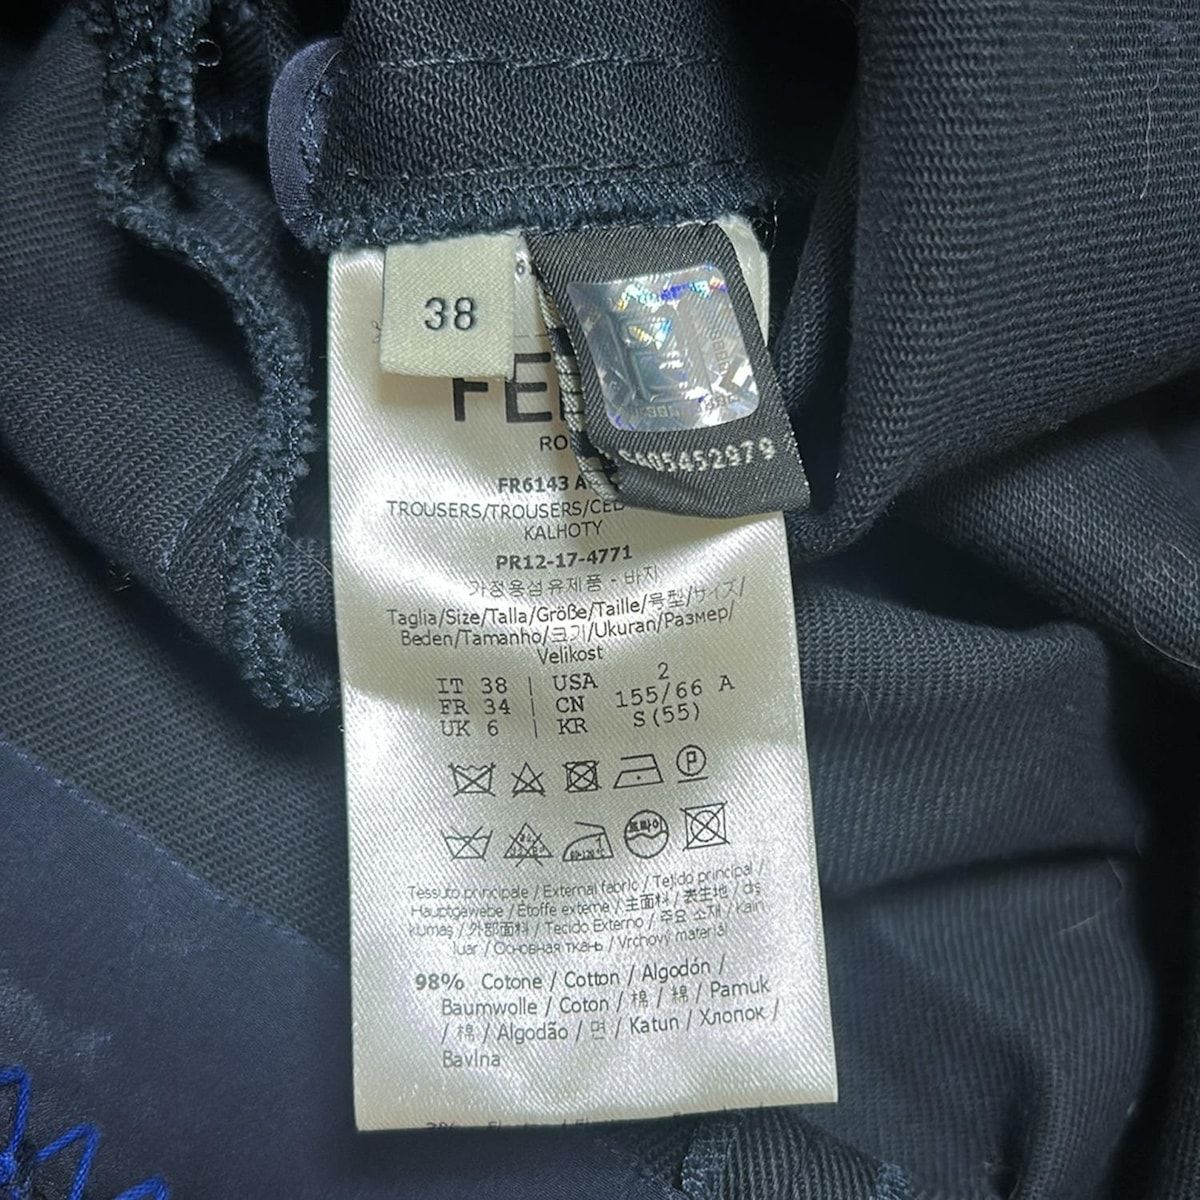 38
FE
RO
05452979
FR6143 A
TROUSERS/TROUSERS/
KALHOTY
PR12-17-4771
가정용섬유제품 - 바지
Taglia/Size/Talla/Größe/Taille/号型/サイズ/
Beden/Tamanho/크기/Ukuran/Размер/
Velikost
IT 38 | USA 2
FR 34 | CN 155/66 A
UK 6 | KR S(55)
P
드라이
Tessuto principale / External fabric / Tejido principal /
Hauptgewebe / Étoffe externe / 主面料 / 表生地 / dış
kumaş / 外部面料 / Tecido Externo / 주요 소재 / Kain
luar / Основная ткань / Vrchový materiál
98% Cotone / Cotton / Algodón /
Baumwolle / Coton / 棉 / 綿 / Pamuk
/ 棉 / Algodão / 면 / Katun / Хлопок /
Bavlna